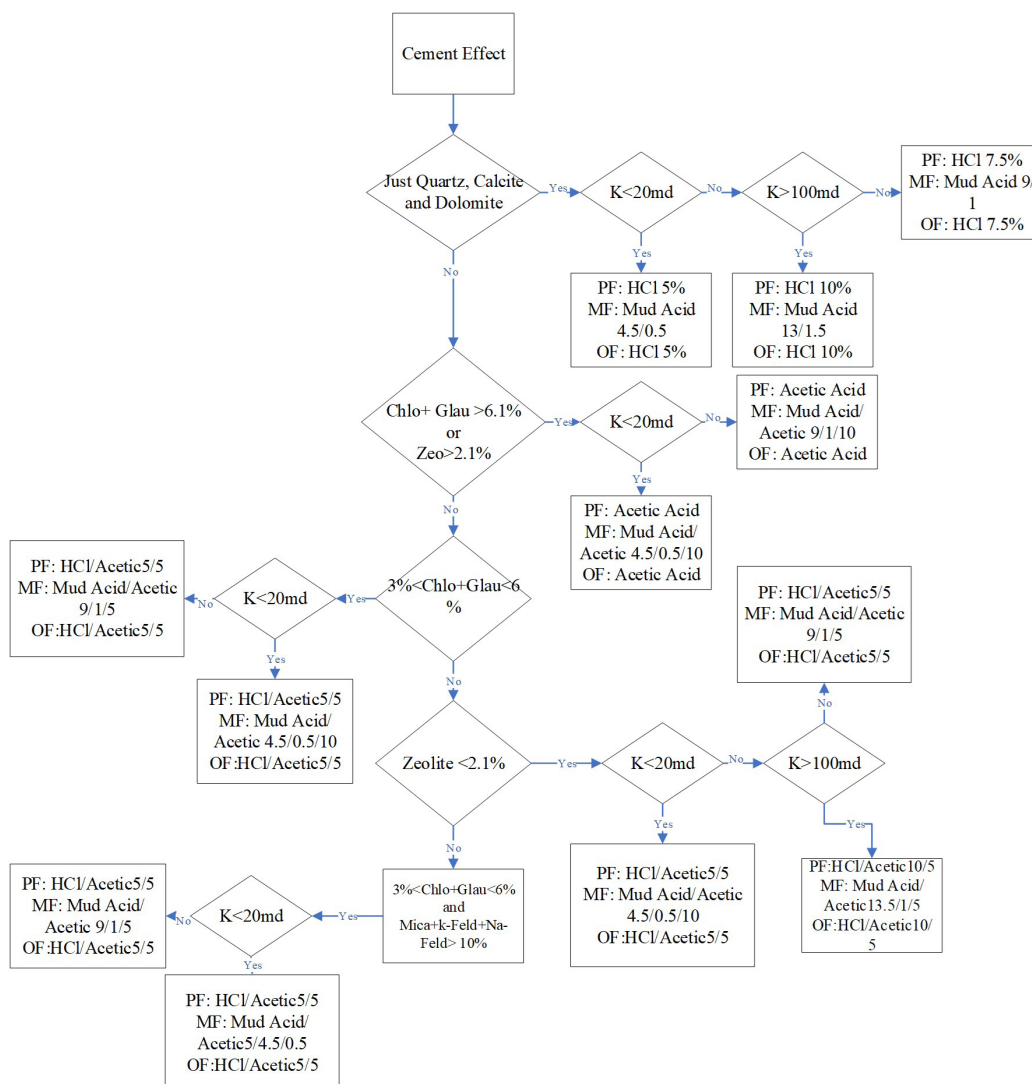 Cement Effect
Just Quartz, Calcite
and Dolomite
Yes
K<20md
No
K>100md
No
PF: HCl 7.5%
MF: Mud Acid 9/
1
OF: HCl 7.5%
Yes
Yes
No
PF: HCl 5%
MF: Mud Acid
4.5/0.5
OF: HCl 5%
PF: HCl 10%
MF: Mud Acid
13/1.5
OF: HCl 10%
Chlo+ Glau >6.1%
or
Zeo>2.1%
Yes
K<20md
No
PF: Acetic Acid
MF: Mud Acid/
Acetic 9/1/10
OF: Acetic Acid
Yes
No
PF: Acetic Acid
MF: Mud Acid/
Acetic 4.5/0.5/10
OF: Acetic Acid
3%<Chlo+Glau<6
%
Yes
K<20md
No
PF: HCl/Acetic5/5
MF: Mud Acid/Acetic
9/1/5
OF:HCl/Acetic5/5
Yes
PF: HCl/Acetic5/5
MF: Mud Acid/
Acetic 4.5/0.5/10
OF:HCl/Acetic5/5
No
Zeolite <2.1%
Yes
K<20md
No
K>100md
No
PF: HCl/Acetic5/5
MF: Mud Acid/Acetic
9/1/5
OF:HCl/Acetic5/5
Yes
PF:HCl/Acetic10/5
MF: Mud Acid/
Acetic13.5/1/5
OF:HCl/Acetic10/
5
Yes
PF: HCl/Acetic5/5
MF: Mud Acid/Acetic
4.5/0.5/10
OF:HCl/Acetic5/5
No
3%<Chlo+Glau<6%
and
Mica+k-Feld+Na-
Feld> 10%
Yes
K<20md
No
PF: HCl/Acetic5/5
MF: Mud Acid/
Acetic 9/1/5
OF:HCl/Acetic5/5
Yes
PF: HCl/Acetic5/5
MF: Mud Acid/
Acetic5/4.5/0.5
OF:HCl/Acetic5/5